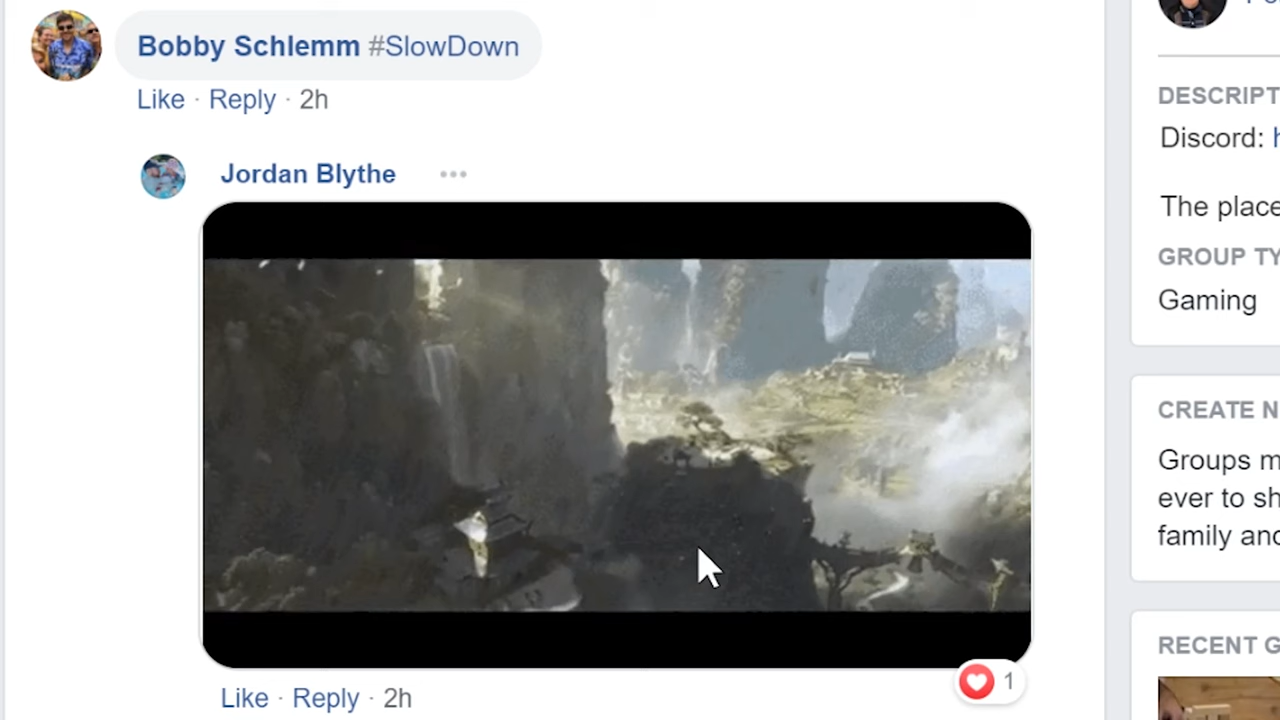 Bobby Schlemm #SlowDown
Like · Reply · 2h
Jordan Blythe
Like · Reply · 2h
1
DESCRIPT
Discord: h
The place
GROUP TY
Gaming
CREATE N
Groups m
ever to sh
family and
RECENT G